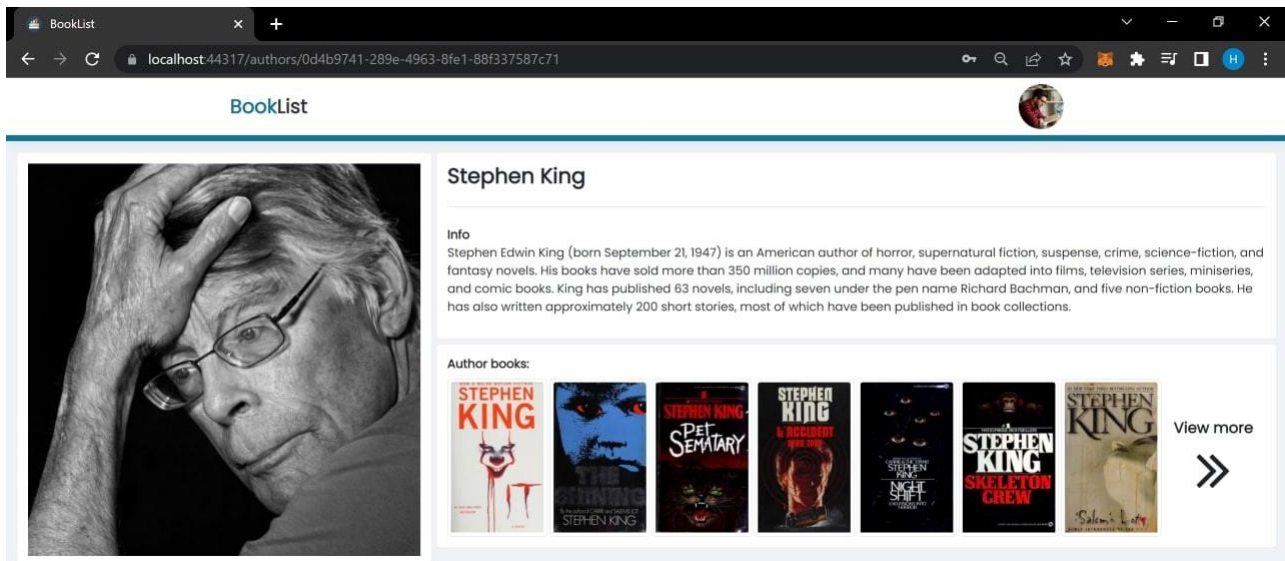 BookList
localhost:44317/authors/0d4b9741-289e-4963-8fe1-88f337587c71
H
BookList
Stephen King
Info
Stephen Edwin King (born September 21, 1947) is an American author of horror, supernatural fiction, suspense, crime, science-fiction, and
fantasy novels. His books have sold more than 350 million copies, and many have been adapted into films, television series, miniseries,
and comic books. King has published 63 novels, including seven under the pen name Richard Bachman, and five non-fiction books. He
has also written approximately 200 short stories, most of which have been published in book collections.
Author books:
STEPHEN
KING
IT
THE
SHINING
STEPHEN KING
STEPHEN KING
PET
SEMATARY
STEPHEN
KING
STEPHEN
KING
NIGHT
SHIFT
#1
STEPHEN
KING
SKELETON
CREW
STEPHEN
KING
'Salem's Lot
View more